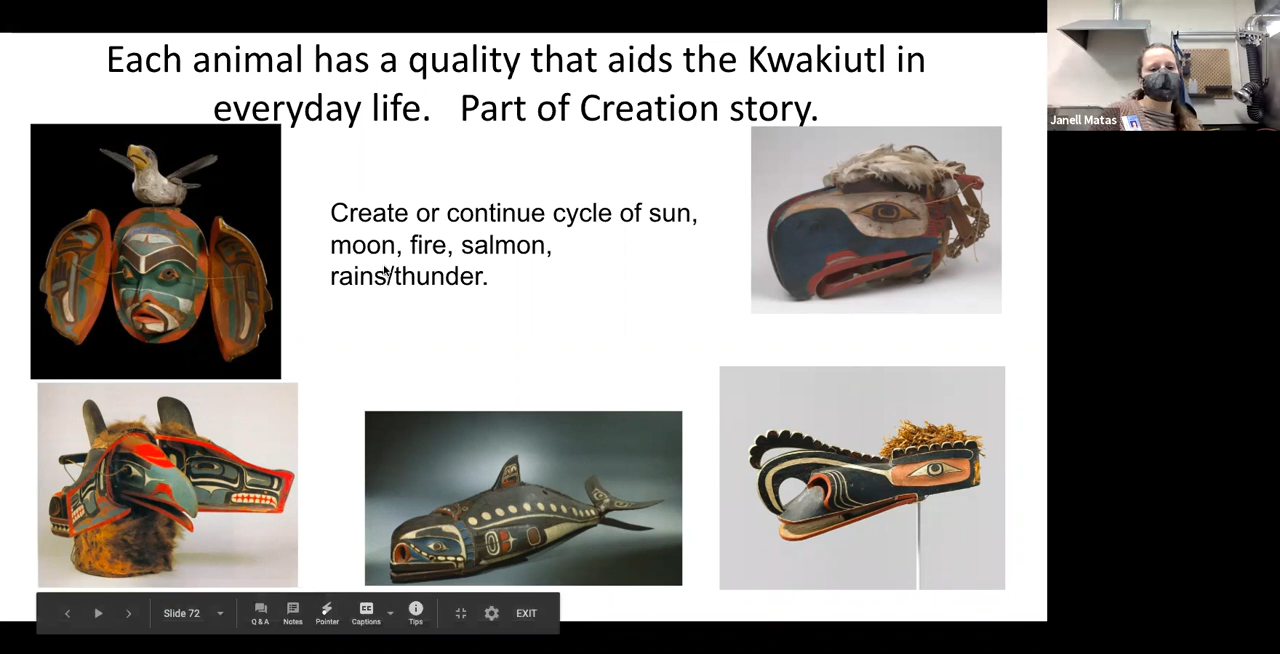 Each animal has a quality that aids the Kwakiutl in
everyday life.   Part of Creation story.
Janell Matas
Create or continue cycle of sun,
moon, fire, salmon,
rains/thunder.
Slide 72
Q & A
Notes
Pointer
CC
Captions
Tips
EXIT